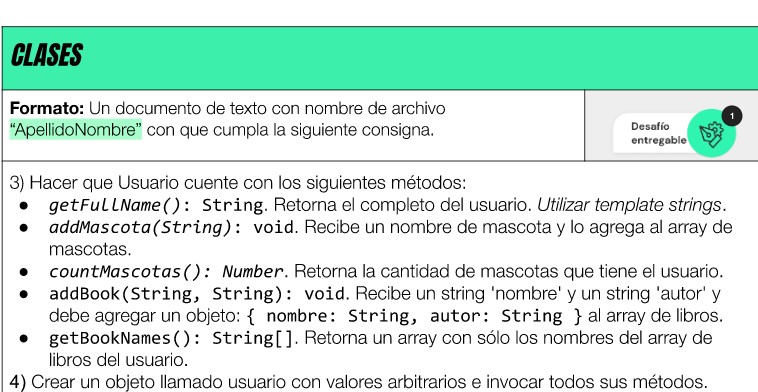 CLASES
Formato: Un documento de texto con nombre de archivo
“ApellidoNombre” con que cumpla la siguiente consigna.
Desafío
entregable
1
3) Hacer que Usuario cuente con los siguientes métodos:
● getFullName(): String. Retorna el completo del usuario. Utilizar template strings.
● addMascota(String): void. Recibe un nombre de mascota y lo agrega al array de
mascotas.
● countMascotas(): Number. Retorna la cantidad de mascotas que tiene el usuario.
● addBook(String, String): void. Recibe un string 'nombre' y un string 'autor' y
debe agregar un objeto: { nombre: String, autor: String } al array de libros.
● getBookNames(): String[]. Retorna un array con sólo los nombres del array de
libros del usuario.
4) Crear un objeto llamado usuario con valores arbitrarios e invocar todos sus métodos.